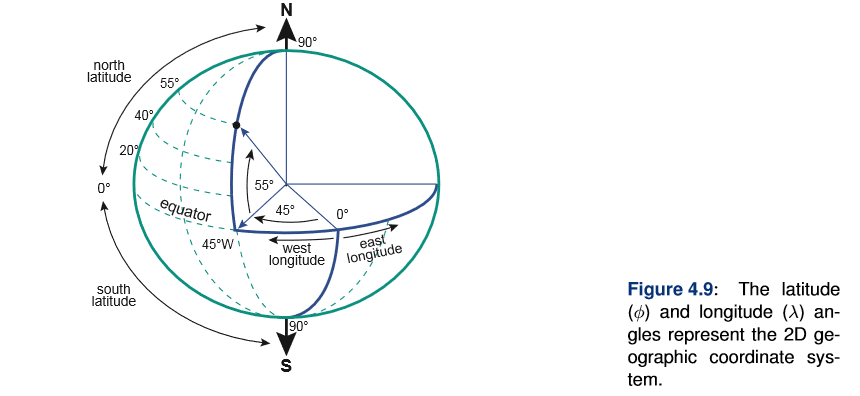 N
90°
north
latitude
55°
40°
20°
0°
equator
55°
45°
0°
45°W
west
longitude
east
longitude
south
latitude
90°
S
Figure 4.9: The latitude
(ϕ) and longitude (λ) an-
gles represent the 2D ge-
ographic coordinate sys-
tem.